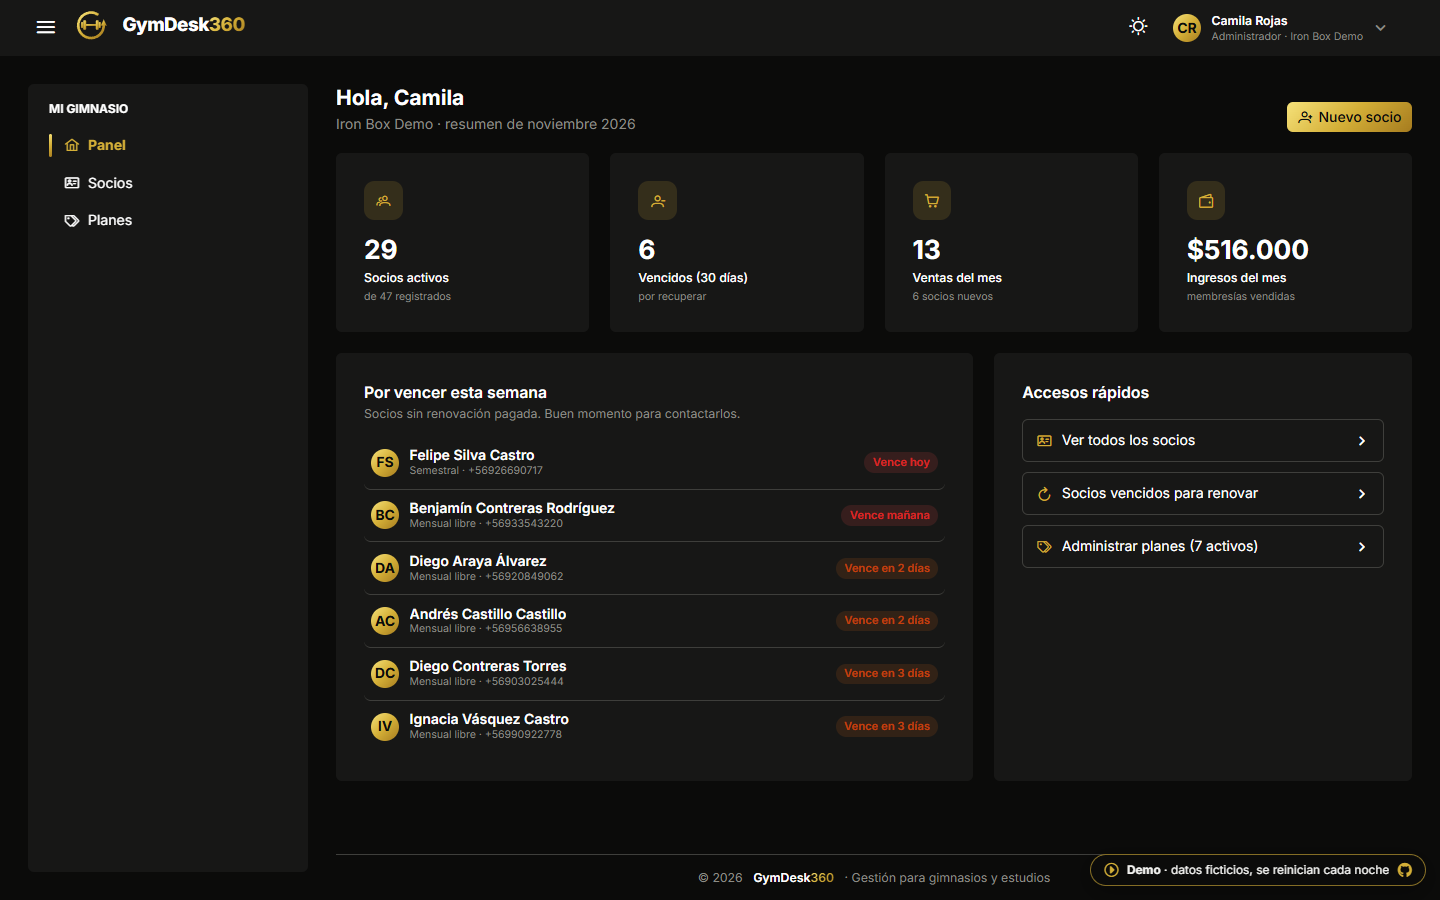 GymDesk360
CR
Camila Rojas
Administrador · Iron Box Demo
MI GIMNASIO
Panel
Socios
Planes
Hola, Camila
Iron Box Demo · resumen de noviembre 2026
Nuevo socio
29
Socios activos
de 47 registrados
6
Vencidos (30 días)
por recuperar
13
Ventas del mes
6 socios nuevos
$516.000
Ingresos del mes
membresías vendidas
Por vencer esta semana
Socios sin renovación pagada. Buen momento para contactarlos.
FS
Felipe Silva Castro
Semestral · +56926690717
Vence hoy
BC
Benjamín Contreras Rodríguez
Mensual libre · +56933543220
Vence mañana
DA
Diego Araya Álvarez
Mensual libre · +56920849062
Vence en 2 días
AC
Andrés Castillo Castillo
Mensual libre · +56956638955
Vence en 2 días
DC
Diego Contreras Torres
Mensual libre · +56903025444
Vence en 3 días
IV
Ignacia Vásquez Castro
Mensual libre · +56990922778
Vence en 3 días
Accesos rápidos
Ver todos los socios
Socios vencidos para renovar
Administrar planes (7 activos)
© 2026 GymDesk360 · Gestión para gimnasios y estudios
Demo · datos ficticios, se reinician cada noche